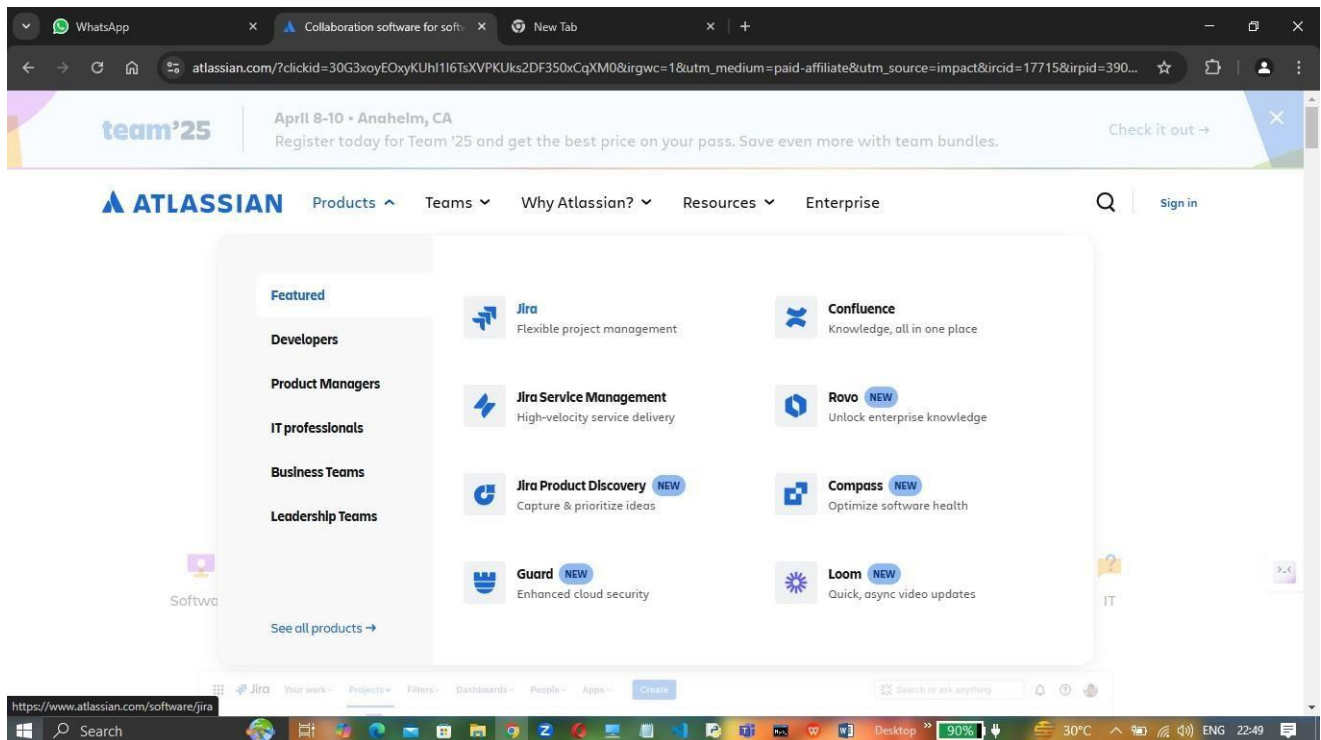 WhatsApp
Collaboration software for softw
New Tab
atlassian.com/?clickid=30G3xoyEOxyKUhI1I6TsXVPKUks2DF350xCqXM0&irgwc=1&utm_medium=paid-affiliate&utm_source=impact&ircid=17715&irpid=390...
team'25
April 8-10 • Anaheim, CA
Register today for Team '25 and get the best price on your pass. Save even more with team bundles.
Check it out →
ATLASSIAN Products Teams Why Atlassian? Resources Enterprise Sign in
Featured
Developers
Product Managers
IT professionals
Business Teams
Leadership Teams
See all products →
Jira
Flexible project management
Confluence
Knowledge, all in one place
Jira Service Management
High-velocity service delivery
Rovo NEW
Unlock enterprise knowledge
Jira Product Discovery NEW
Capture & prioritize ideas
Compass NEW
Optimize software health
Guard NEW
Enhanced cloud security
Loom NEW
Quick, async video updates
Softwa
IT
Jira Your work Projects Filters Dashboards People Apps Create Search or ask anything
https://www.atlassian.com/software/jira
Search Desktop 90% 30°C ENG 22:49